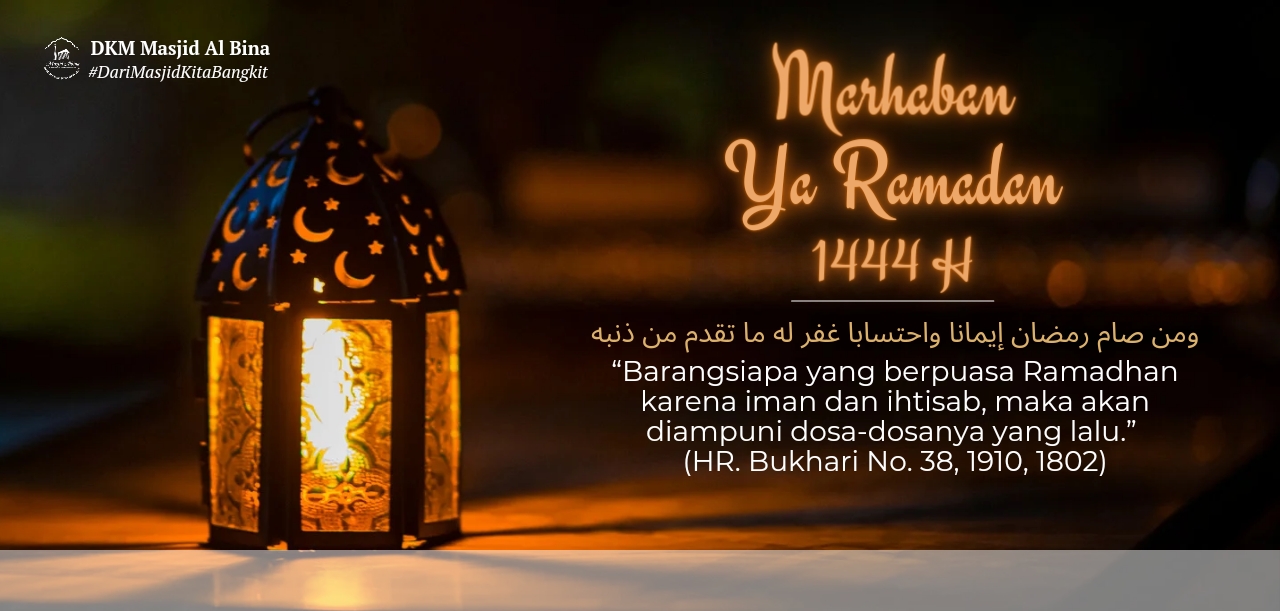 DKM Masjid Al Bina
#DariMasjidKitaBangkit
Marhaban
Ya Ramadan
1444 H
ومن صام رمضان إيمانا واحتسابا غفر له ما تقدم من ذنبه
“Barangsiapa yang berpuasa Ramadhan
karena iman dan ihtisab, maka akan
diampuni dosa-dosanya yang lalu.”
(HR. Bukhari No. 38, 1910, 1802)